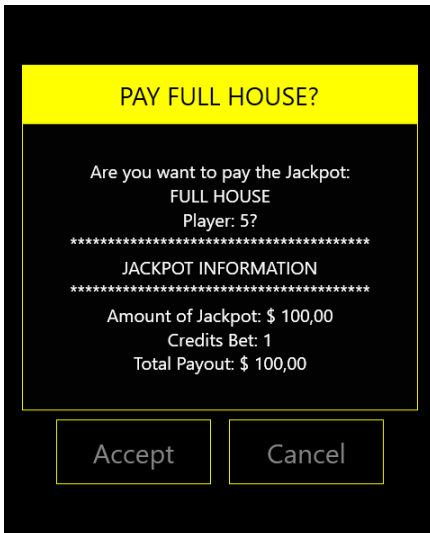 PAY FULL HOUSE?
Are you want to pay the Jackpot:
FULL HOUSE
Player: 5?
****************************************
JACKPOT INFORMATION
****************************************
Amount of Jackpot: $ 100,00
Credits Bet: 1
Total Payout: $ 100,00
Accept Cancel